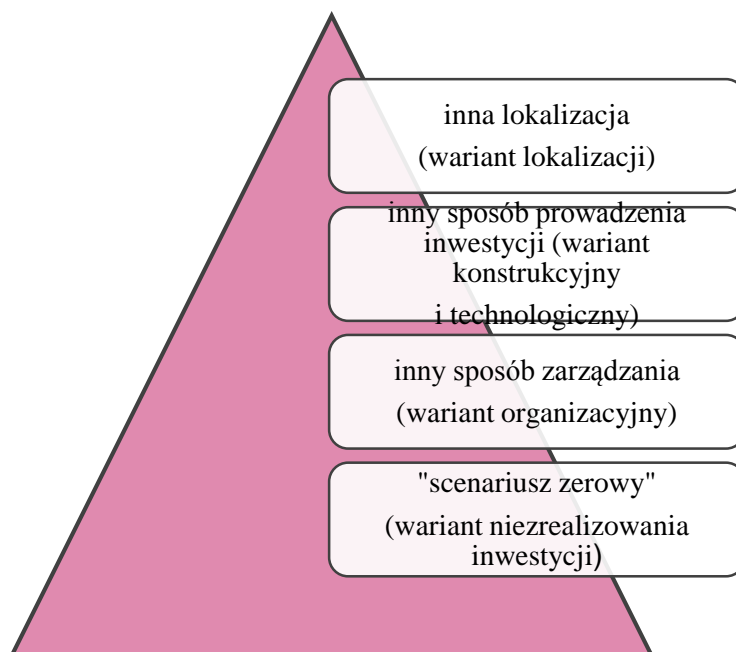 inna lokalizacja
(wariant lokalizacji)
inny sposób prowadzenia
inwestycji (wariant
konstrukcyjny
i technologiczny)
inny sposób zarządzania
(wariant organizacyjny)
"scenariusz zerowy"
(wariant niezrealizowania
inwestycji)